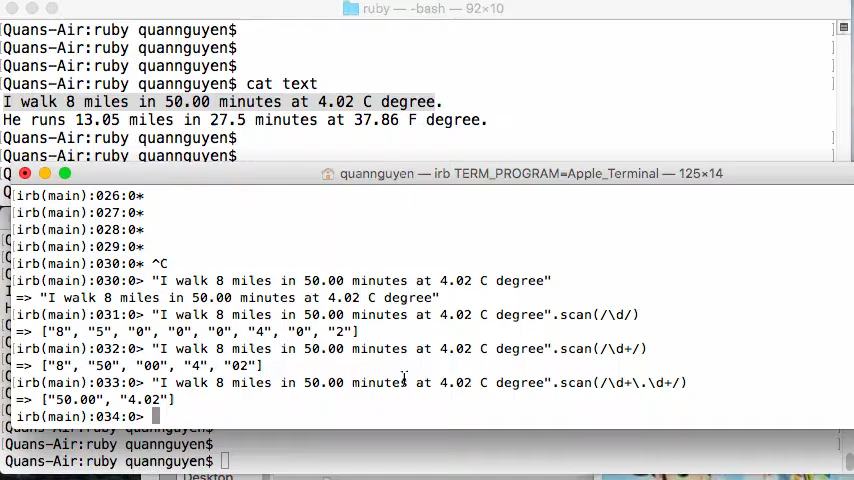 ruby — -bash — 92×10
[Quans-Air:ruby quannguyen$ ]
[Quans-Air:ruby quannguyen$ ]
[Quans-Air:ruby quannguyen$ ]
[Quans-Air:ruby quannguyen$ cat text ]
I walk 8 miles in 50.00 minutes at 4.02 C degree.
He runs 13.05 miles in 27.5 minutes at 37.86 F degree.
[Quans-Air:ruby quannguyen$ ]
[Quans-Air:ruby quannguyen$ ]
quannguyen — irb TERM_PROGRAM=Apple_Terminal — 125×14
[irb(main):026:0* ]
[irb(main):027:0* ]
[irb(main):028:0* ]
[irb(main):029:0* ]
[irb(main):030:0* ^C ]
[irb(main):030:0> "I walk 8 miles in 50.00 minutes at 4.02 C degree" ]
=> "I walk 8 miles in 50.00 minutes at 4.02 C degree"
[irb(main):031:0> "I walk 8 miles in 50.00 minutes at 4.02 C degree".scan(/\d/) ]
=> ["8", "5", "0", "0", "0", "4", "0", "2"]
[irb(main):032:0> "I walk 8 miles in 50.00 minutes at 4.02 C degree".scan(/\d+/) ]
=> ["8", "50", "00", "4", "02"]
[irb(main):033:0> "I walk 8 miles in 50.00 minutes at 4.02 C degree".scan(/\d+\.\d+/) ]
=> ["50.00", "4.02"]
irb(main):034:0>
[Quans-Air:ruby quannguyen$ ]
Quans-Air:ruby quannguyen$
Desktop